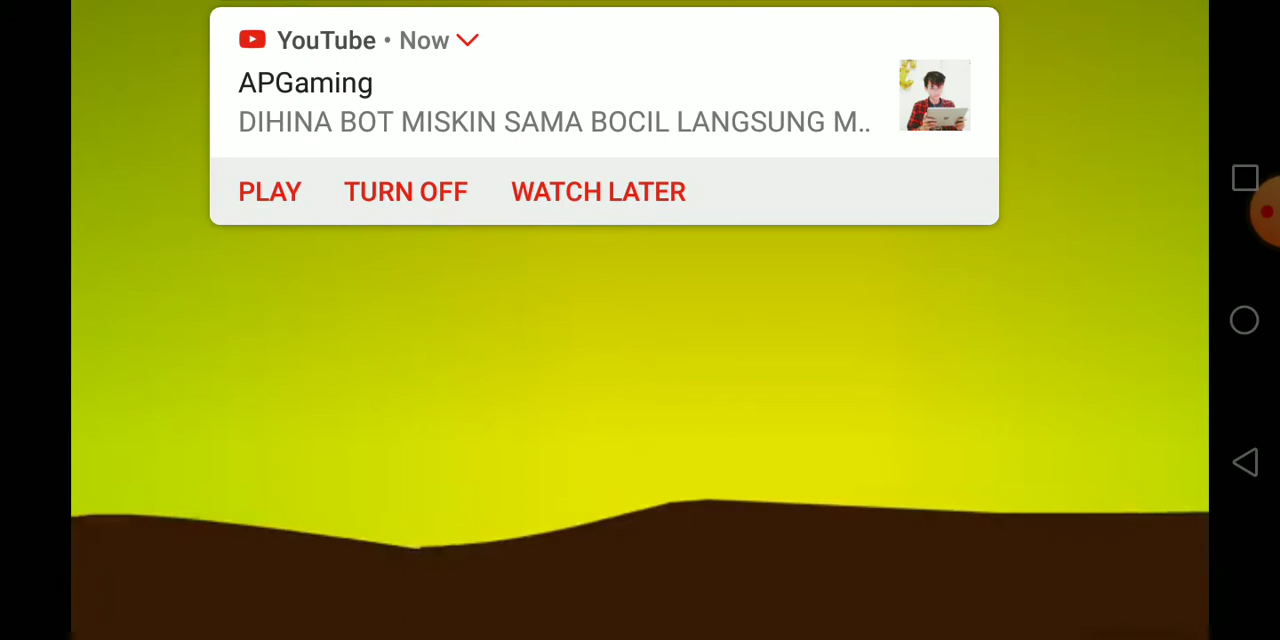 YouTube • Now
APGaming
DIHINA BOT MISKIN SAMA BOCIL LANGSUNG M..
PLAY TURN OFF WATCH LATER